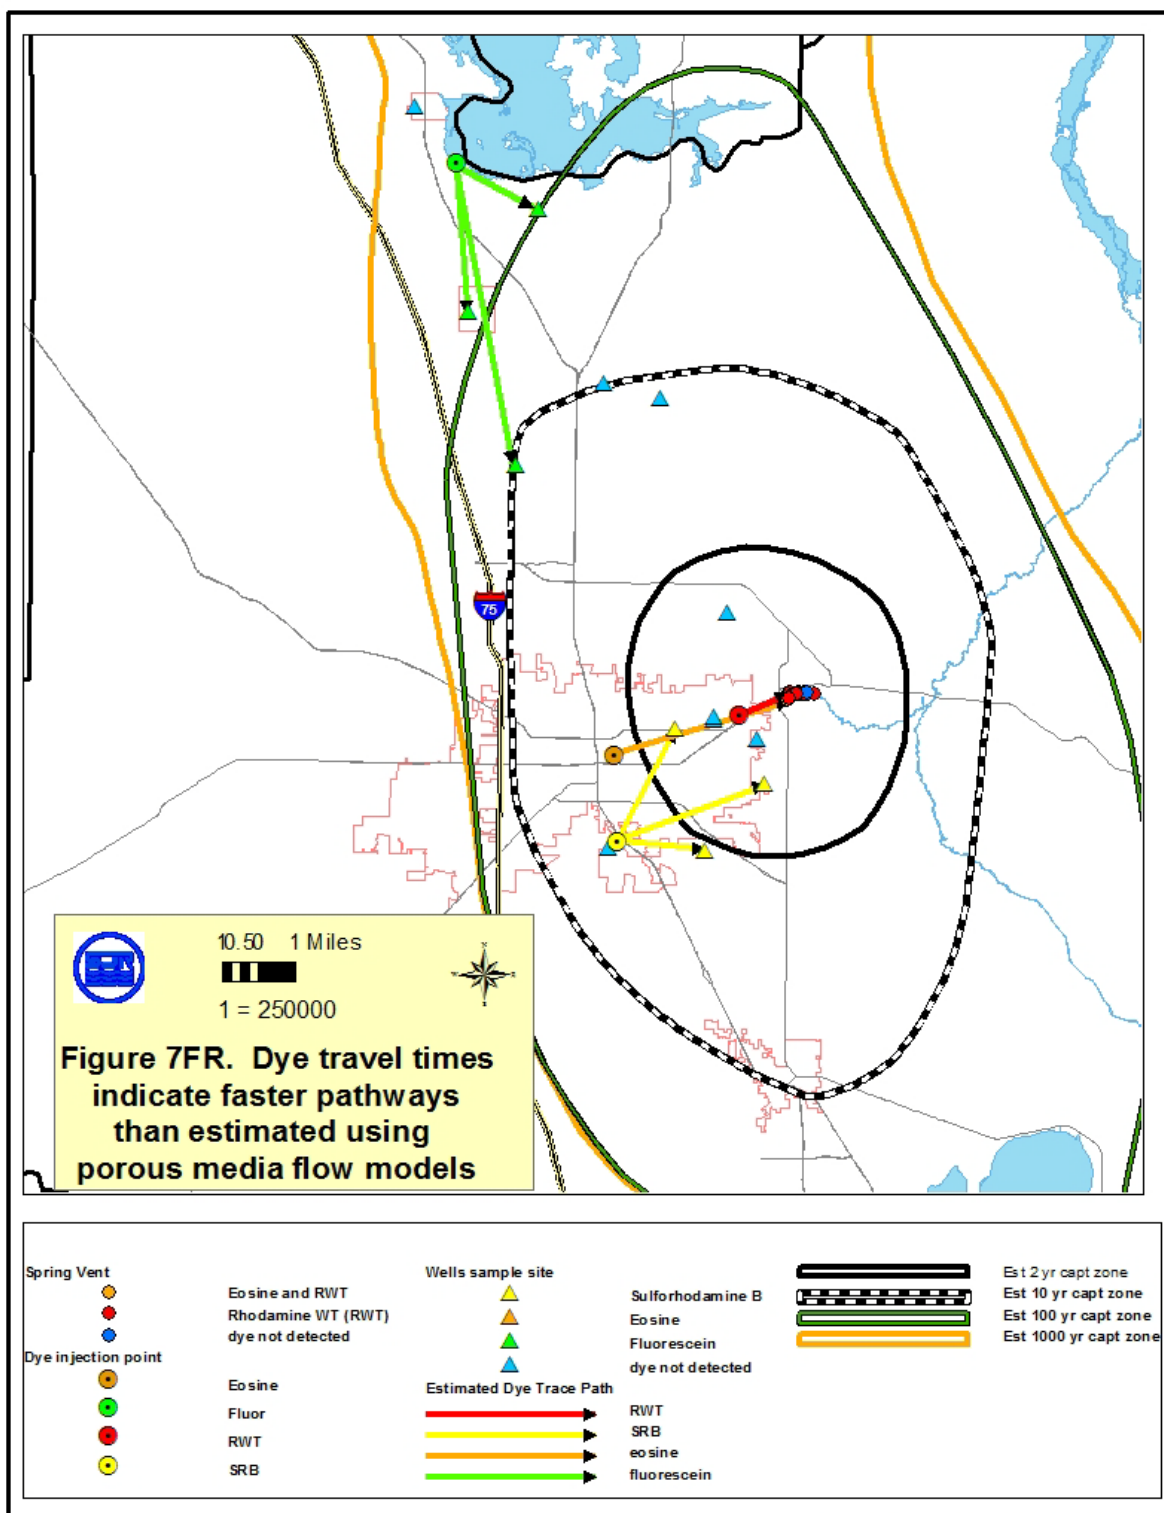 75
10.50 1 Miles
1 = 250000
Figure 7FR. Dye travel times
indicate faster pathways
than estimated using
porous media flow models
Spring Vent
Eosine and RWT
Rhodamine WT (RWT)
dye not detected
Dye injection point
Eosine
Fluor
RWT
SRB
Wells sample site
Sulforhodamine B
Eosine
Fluorescein
dye not detected
Estimated Dye Trace Path
RWT
SRB
eosine
fluorescein
Est 2 yr capt zone
Est 10 yr capt zone
Est 100 yr capt zone
Est 1000 yr capt zone